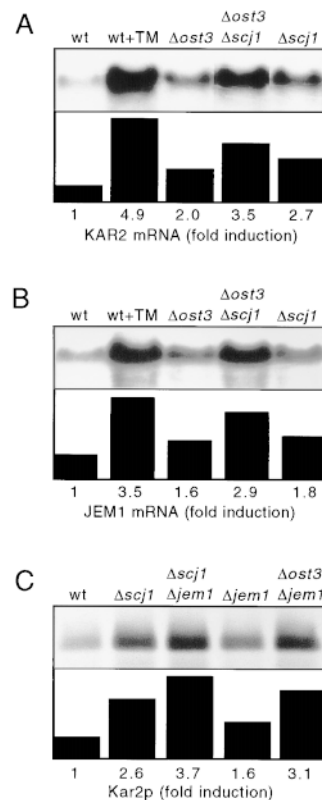 A
Δost3
wt wt+TM Δost3 Δscj1 Δscj1
1 4.9 2.0 3.5 2.7
KAR2 mRNA (fold induction)
B
Δost3
wt wt+TM Δost3 Δscj1 Δscj1
1 3.5 1.6 2.9 1.8
JEM1 mRNA (fold induction)
C
Δscj1 Δost3
wt Δscj1 Δjem1 Δjem1 Δjem1
1 2.6 3.7 1.6 3.1
Kar2p (fold induction)